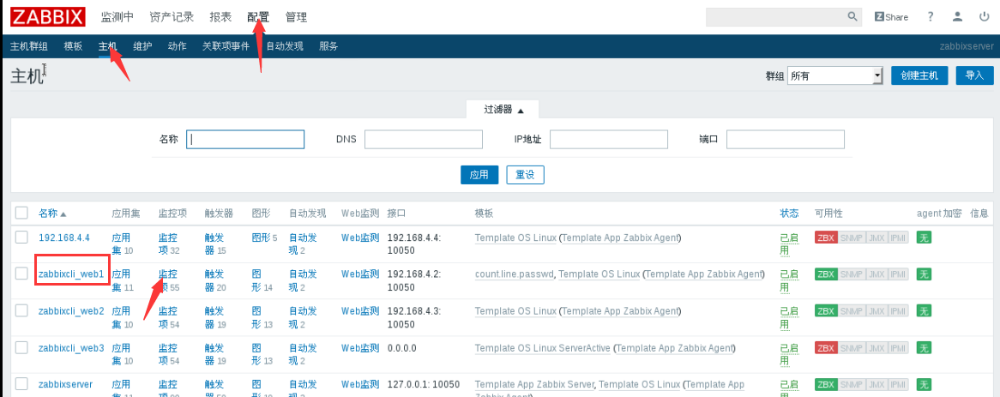 ZABBIX 监测中 资产记录 报表 配置 管理 Share ?
主机群组 模板 主机 维护 动作 关联项事件 自动发现 服务 zabbixserver
主机 群组 所有 创建主机 导入
过滤器 ▲
名称 DNS IP地址 端口
应用 重设
名称 ▲ 应用集 监控项 触发器 图形 自动发现 Web监测 接口 模板 状态 可用性 agent 加密 信息
192.168.4.4 应用 监控 触发 图形 5 自动发 Web监测 192.168.4.4: Template OS Linux (Template App Zabbix Agent) 已启 ZBX SNMP JMX IPMI 无
集 10 项 32 器 15 现 2 10050 用
zabbixcli_web1 应用 监控 触发 图 自动发 Web监测 192.168.4.2: count.line.passwd, Template OS Linux (Template App Zabbix Agent) 已启 ZBX SNMP JMX IPMI 无
集 11 项 55 器 20 形 14 现 2 10050 用
zabbixcli_web2 应用 监控 触发 图 自动发 Web监测 192.168.4.3: Template OS Linux (Template App Zabbix Agent) 已启 ZBX SNMP JMX IPMI 无
集 10 项 54 器 19 形 13 现 2 10050 用
zabbixcli_web3 应用 监控 触发 图 自动发 Web监测 0.0.0.0 Template OS Linux ServerActive (Template App Zabbix Agent) 已启 ZBX SNMP JMX IPMI 无
集 10 项 54 器 19 形 13 现 2 用
zabbixserver 应用 监控 触发 图 自动发 Web监测 127.0.0.1: 10050 Template App Zabbix Server, Template OS Linux (Template App 已启 ZBX SNMP JMX IPMI 无